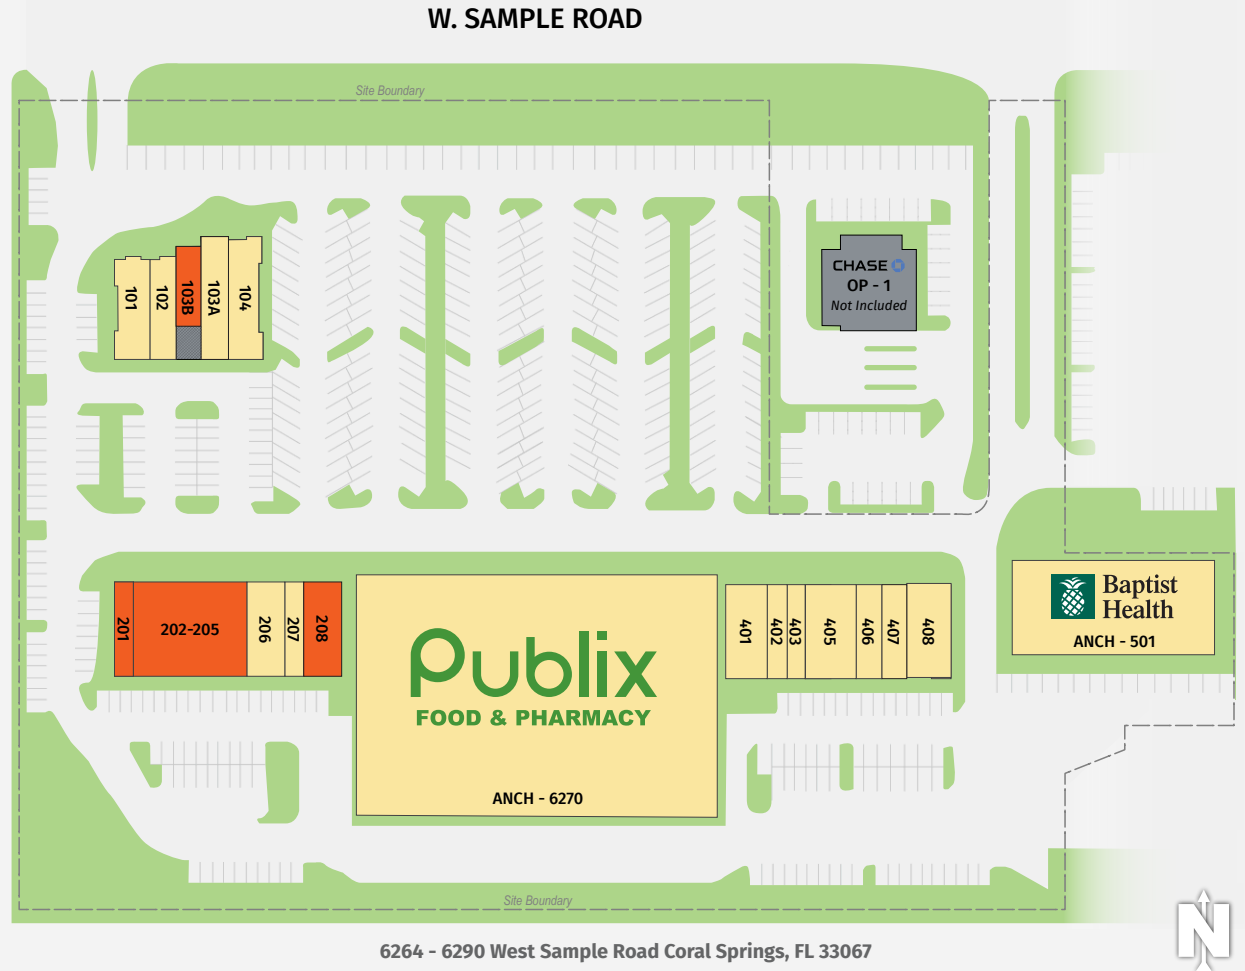 W. SAMPLE ROAD
Site Boundary
101
102
103B
103A
104
CHASE
OP - 1
Not Included
201
202-205
206
207
208
Publix
FOOD & PHARMACY
ANCH - 6270
401
402
403
405
406
407
408
Baptist
Health
ANCH - 501
Site Boundary
6264 - 6290 West Sample Road Coral Springs, FL 33067
N